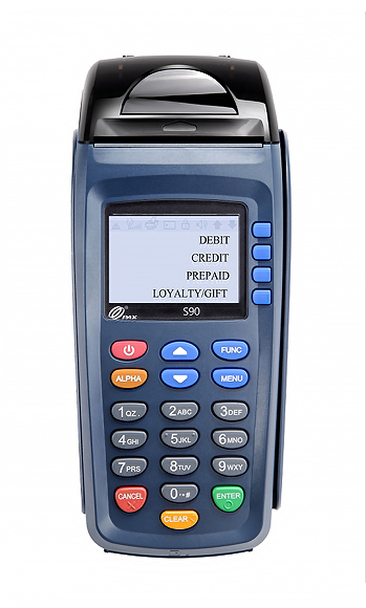 DEBIT
CREDIT
PREPAID
LOYALTY/GIFT
PAX S90
FUNC
ALPHA MENU
1QZ. 2ABC 3DEF
4GHI 5JKL 6MNO
7PRS 8TUV 9WXY
CANCEL 0.*# ENTER
CLEAR